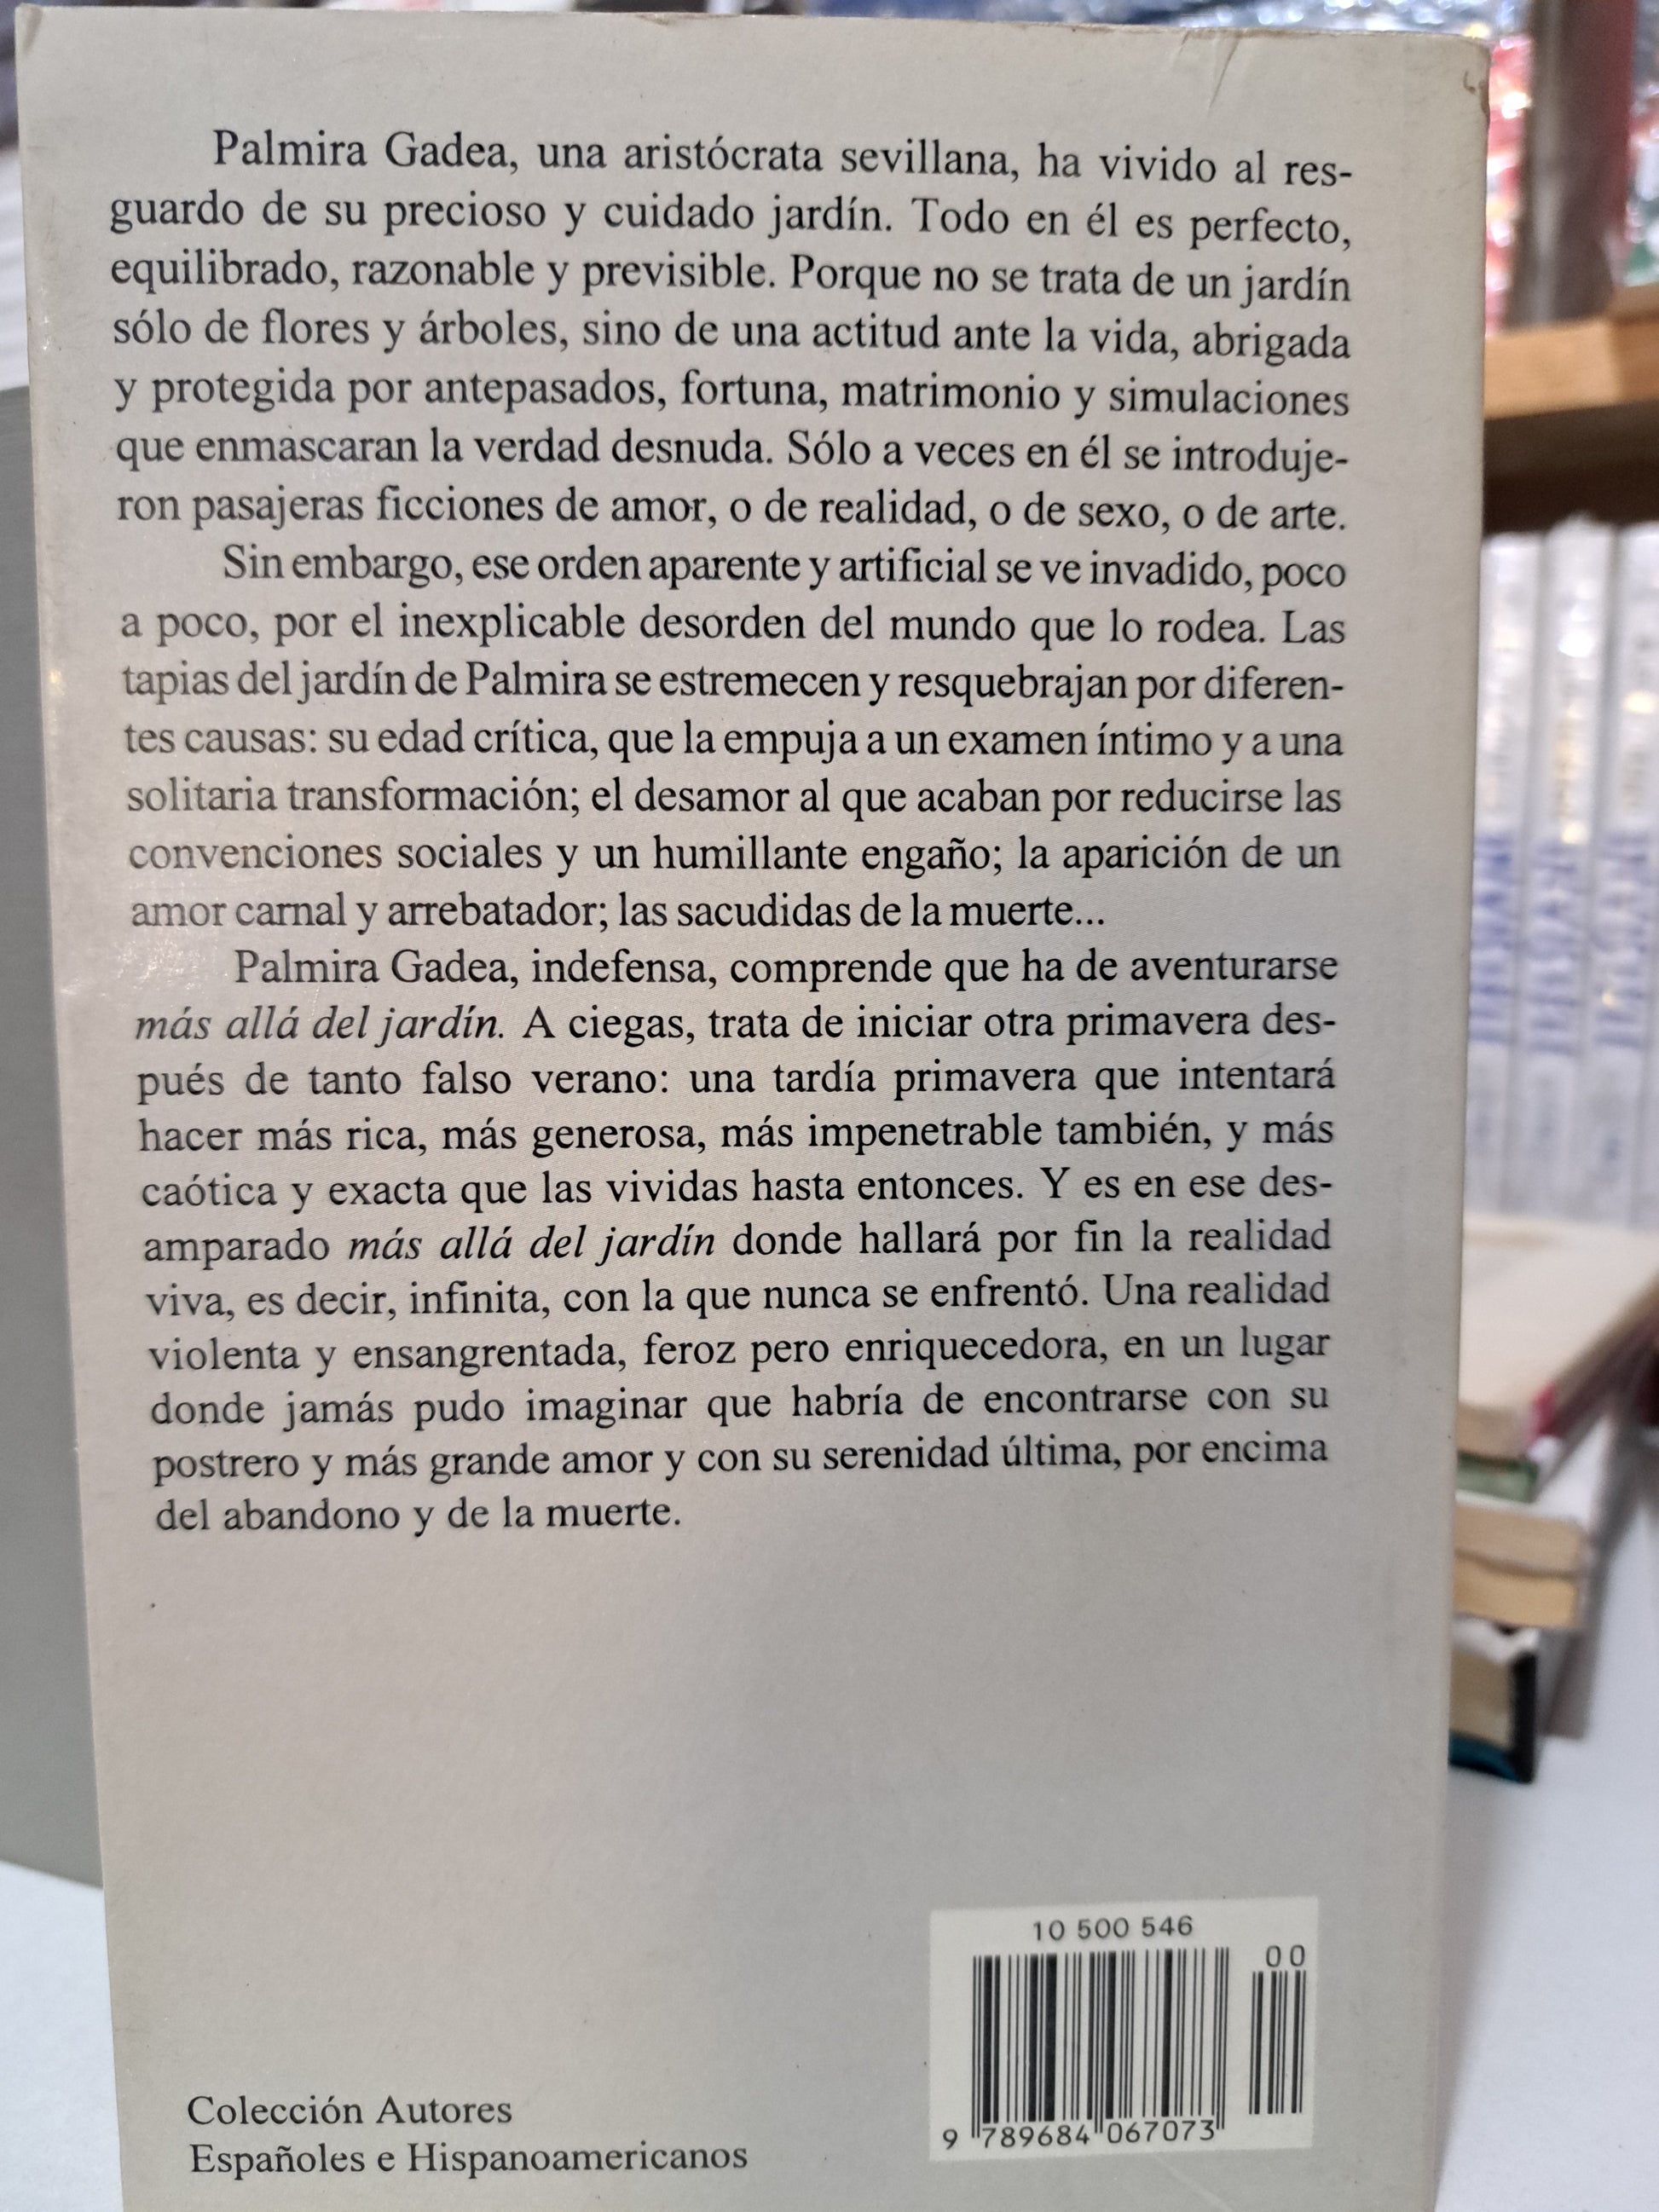 Palmira Gadea, una aristócrata sevillana, ha vivido al res-
guardo de su precioso y cuidado jardín. Todo en él es perfecto,
equilibrado, razonable y previsible. Porque no se trata de un jardín
sólo de flores y árboles, sino de una actitud ante la vida, abrigada
y protegida por antepasados, fortuna, matrimonio y simulaciones
que enmascaran la verdad desnuda. Sólo a veces en él se introduje-
ron pasajeras ficciones de amor, o de realidad, o de sexo, o de arte.
Sin embargo, ese orden aparente y artificial se ve invadido, poco
a poco, por el inexplicable desorden del mundo que lo rodea. Las
tapias del jardín de Palmira se estremecen y resquebrajan por diferen-
tes causas: su edad crítica, que la empuja a un examen íntimo y a una
solitaria transformación; el desamor al que acaban por reducirse las
convenciones sociales y un humillante engaño; la aparición de un
amor carnal y arrebatador; las sacudidas de la muerte...
Palmira Gadea, indefensa, comprende que ha de aventurarse
más allá del jardín. A ciegas, trata de iniciar otra primavera des-
pués de tanto falso verano: una tardía primavera que intentará
hacer más rica, más generosa, más impenetrable también, y más
caótica y exacta que las vividas hasta entonces. Y es en ese des-
amparado más allá del jardín donde hallará por fin la realidad
viva, es decir, infinita, con la que nunca se enfrentó. Una realidad
violenta y ensangrentada, feroz pero enriquecedora, en un lugar
donde jamás pudo imaginar que habría de encontrarse con su
postrero y más grande amor y con su serenidad última, por encima
del abandono y de la muerte.
10 500 546
00
9 789684 067073
Colección Autores
Españoles e Hispanoamericanos